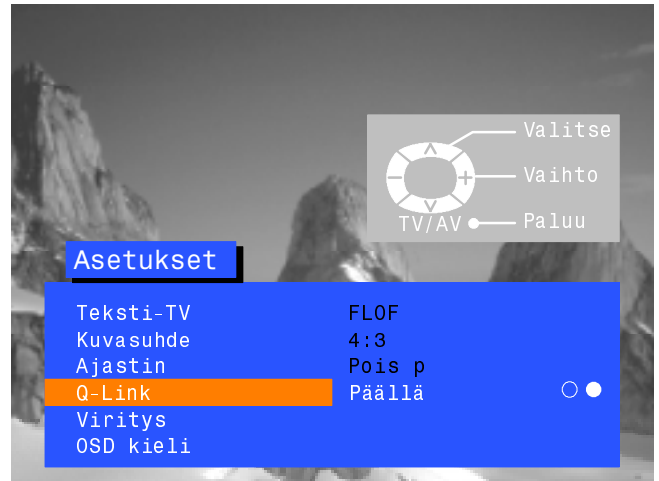 Valitse
Vaihto
TV/AV Paluu
Asetukset
Teksti-TV FLOF
Kuvasuhde 4:3
Ajastin Pois p
Q-Link Päällä
Viritys
OSD kieli